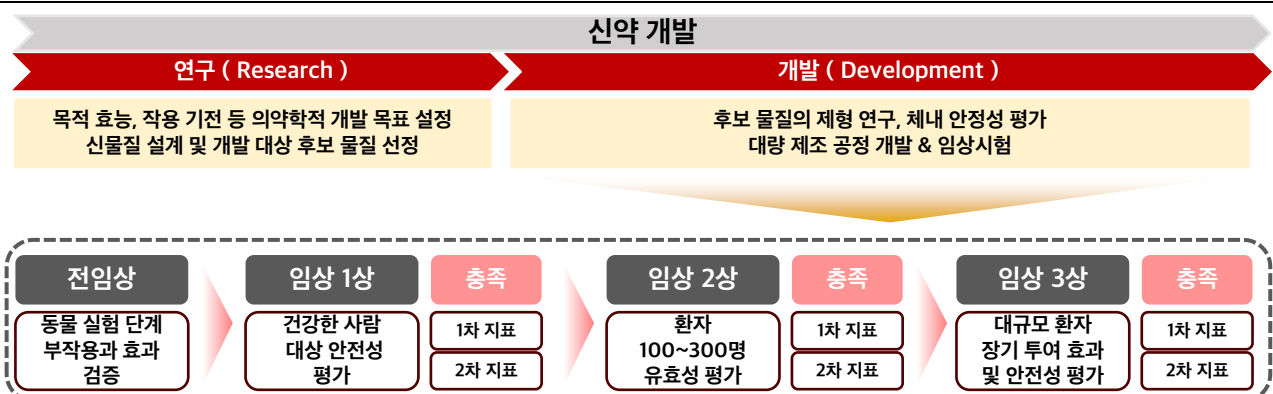 신약 개발
연구 ( Research )
개발 ( Development )
목적 효능, 작용 기전 등 의약학적 개발 목표 설정
신물질 설계 및 개발 대상 후보 물질 선정
후보 물질의 제형 연구, 체내 안정성 평가
대량 제조 공정 개발 & 임상시험
전임상
동물 실험 단계
부작용과 효과
검증
임상 1상
건강한 사람
대상 안전성
평가
충족
1차 지표
2차 지표
임상 2상
환자
100~300명
유효성 평가
충족
1차 지표
2차 지표
임상 3상
대규모 환자
장기 투여 효과
및 안전성 평가
충족
1차 지표
2차 지표